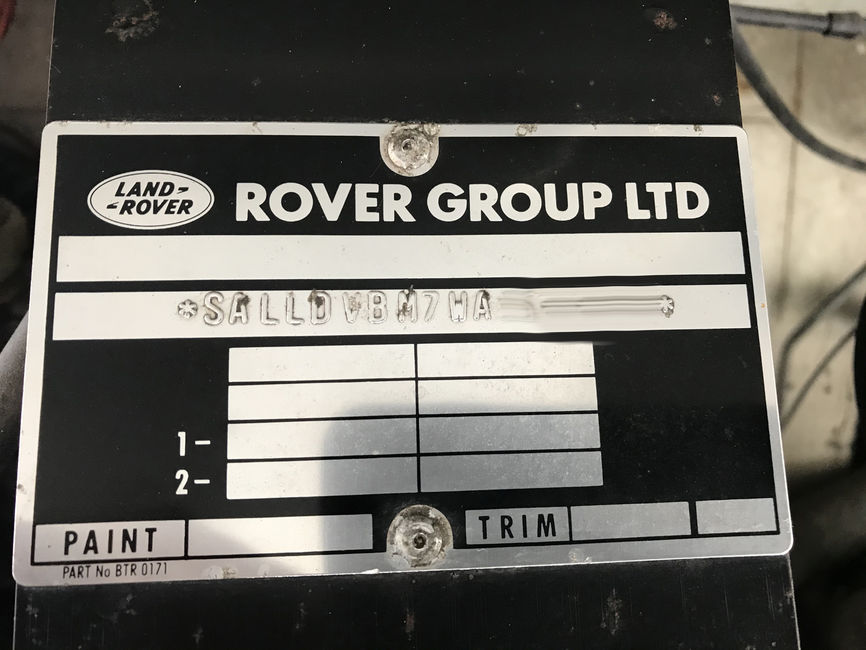 LAND-
-ROVER
ROVER GROUP LTD
*SALLDVBM7WA *
1-
2-
PAINT
TRIM
PART No BTR 0171